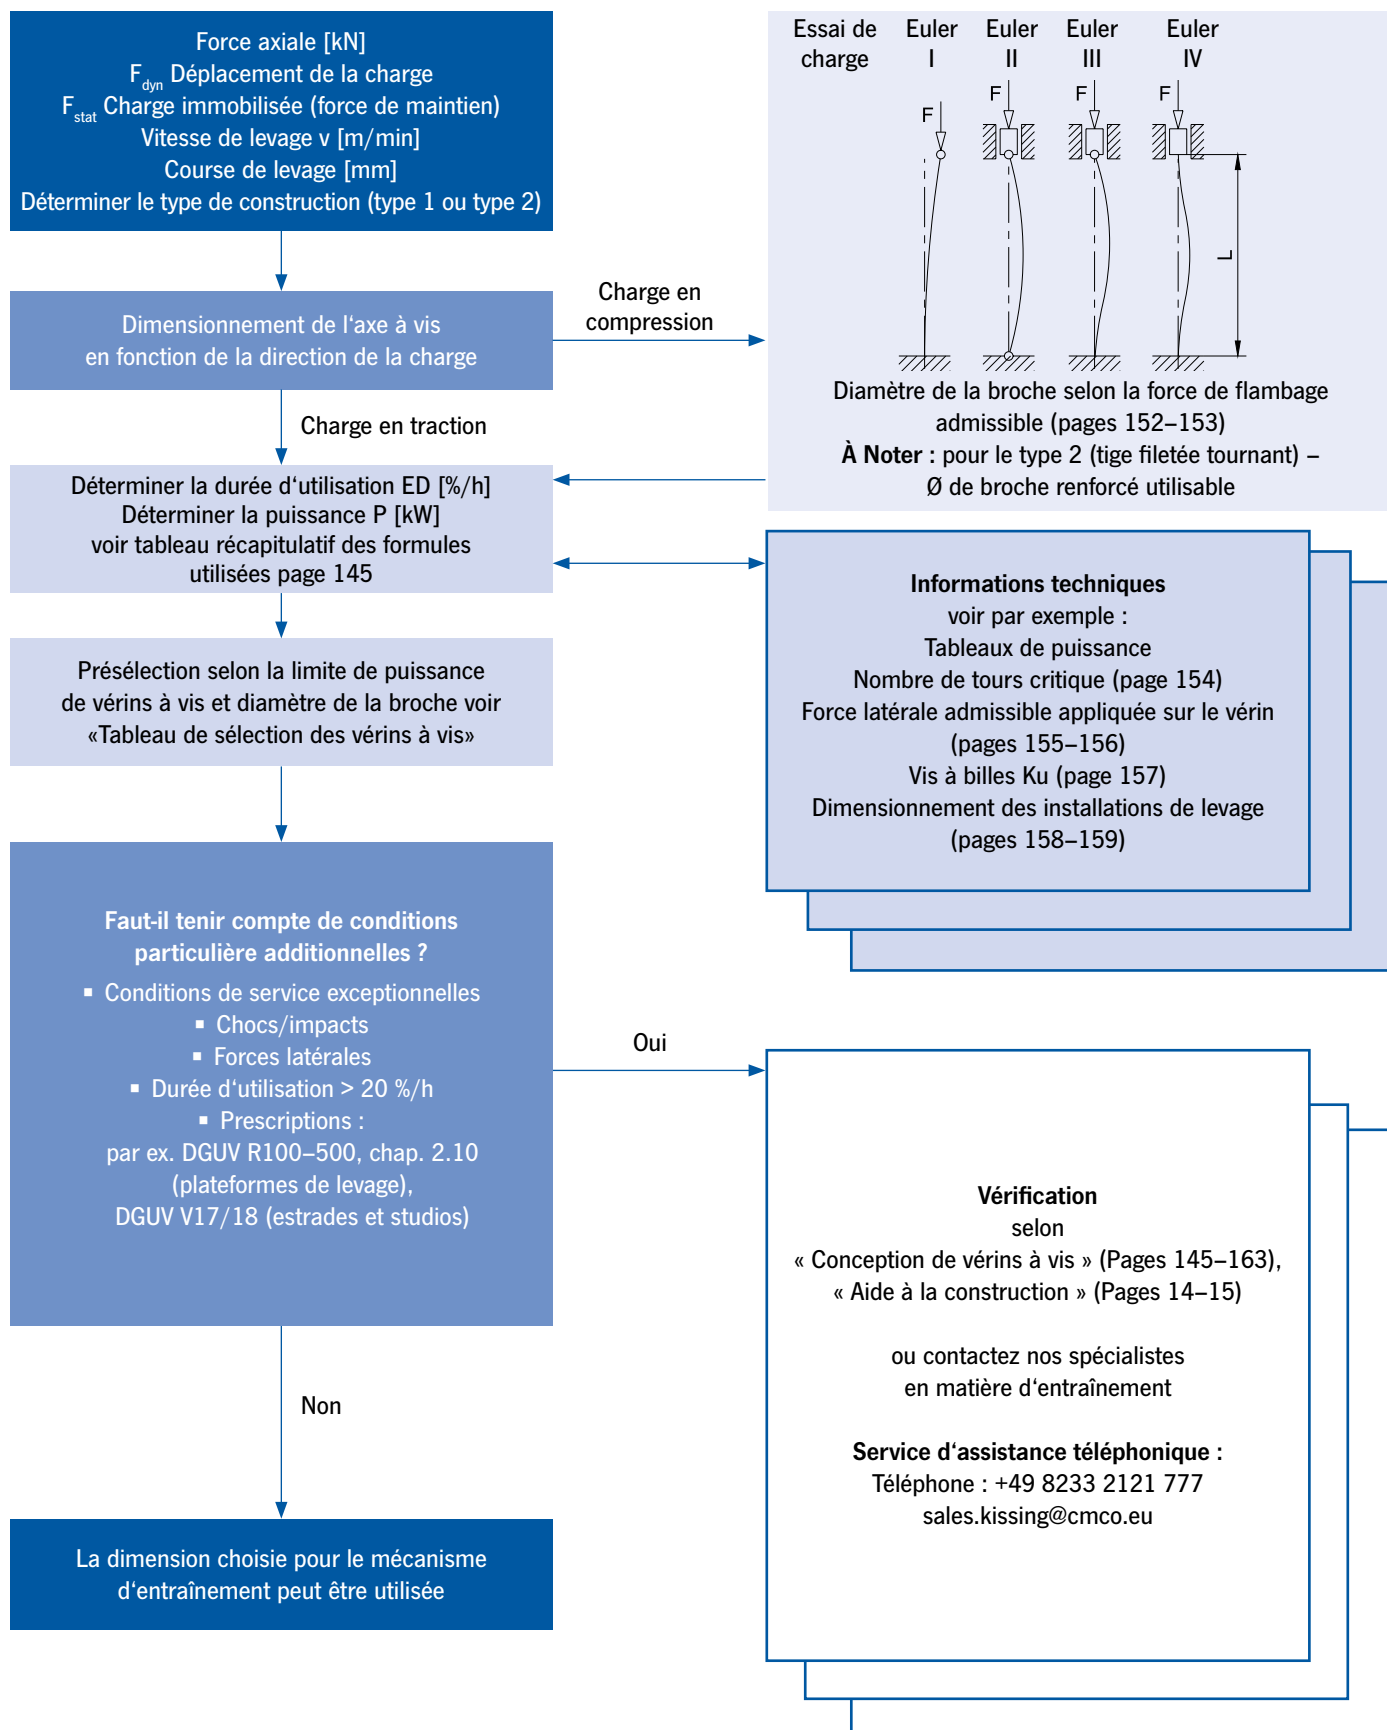 Force axiale [kN]
Fdyn Déplacement de la charge
Fstat Charge immobilisée (force de maintien)
Vitesse de levage v [m/min]
Course de levage [mm]
Déterminer le type de construction (type 1 ou type 2)
Essai de charge
Euler I
Euler II
Euler III
Euler IV
F
F
F
F
L
Diamètre de la broche selon la force de flambage
admissible (pages 152–153)
À Noter : pour le type 2 (tige filetée tournant) –
Ø de broche renforcé utilisable
Dimensionnement de l‘axe à vis
en fonction de la direction de la charge
Charge en
compression
Charge en traction
Déterminer la durée d‘utilisation ED [%/h]
Déterminer la puissance P [kW]
voir tableau récapitulatif des formules
utilisées page 145
Informations techniques
voir par exemple :
Tableaux de puissance
Nombre de tours critique (page 154)
Force latérale admissible appliquée sur le vérin
(pages 155–156)
Vis à billes Ku (page 157)
Dimensionnement des installations de levage
(pages 158–159)
Présélection selon la limite de puissance
de vérins à vis et diamètre de la broche voir
«Tableau de sélection des vérins à vis»
Faut-il tenir compte de conditions
particulière additionnelles ?
▪ Conditions de service exceptionnelles
▪ Chocs/impacts
▪ Forces latérales
▪ Durée d‘utilisation > 20 %/h
▪ Prescriptions :
par ex. DGUV R100–500, chap. 2.10
(plateformes de levage),
DGUV V17/18 (estrades et studios)
Oui
Vérification
selon
« Conception de vérins à vis » (Pages 145–163),
« Aide à la construction » (Pages 14–15)
ou contactez nos spécialistes
en matière d‘entraînement
Service d‘assistance téléphonique :
Téléphone : +49 8233 2121 777
sales.kissing@cmco.eu
Non
La dimension choisie pour le mécanisme
d‘entraînement peut être utilisée